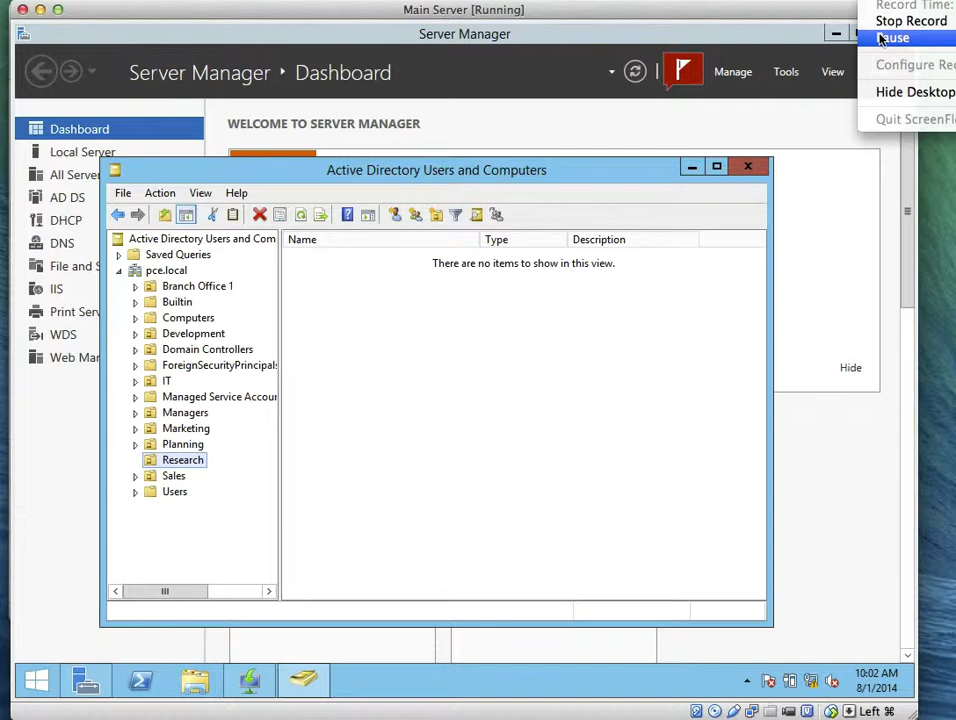 Main Server [Running]
Record Time:
Stop Record
Pause
Configure Rec
Hide Desktop
Quit ScreenFl
Server Manager
Server Manager ‣ Dashboard
Manage
Tools
View
Dashboard
Local Server
All Server
AD DS
DHCP
DNS
File and S
IIS
Print Serv
WDS
Web Man
WELCOME TO SERVER MANAGER
Hide
Active Directory Users and Computers
File Action View Help
Active Directory Users and Com
Saved Queries
pce.local
Branch Office 1
Builtin
Computers
Development
Domain Controllers
ForeignSecurityPrincipals
IT
Managed Service Accoun
Managers
Marketing
Planning
Research
Sales
Users
Name Type Description
There are no items to show in this view.
10:02 AM
8/1/2014
Left ⌘